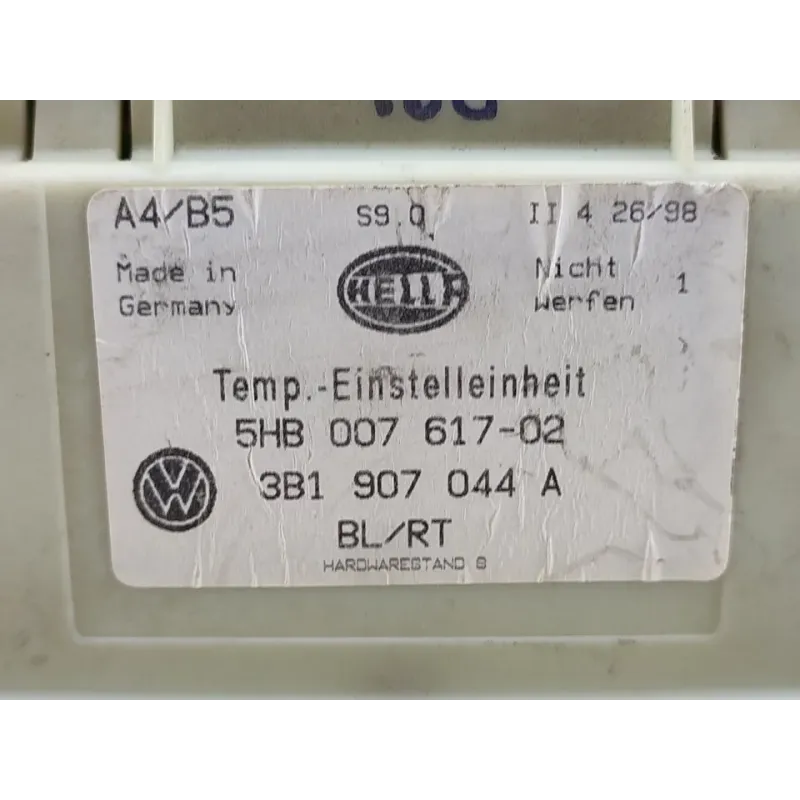 A4/B5 S9.0 II 4 26/98
Made in Germany
HELLA
Nicht werfen 1
Temp.-Einstelleinheit
5HB 007 617-02
VW
3B1 907 044 A
BL/RT
HARDWARESTAND